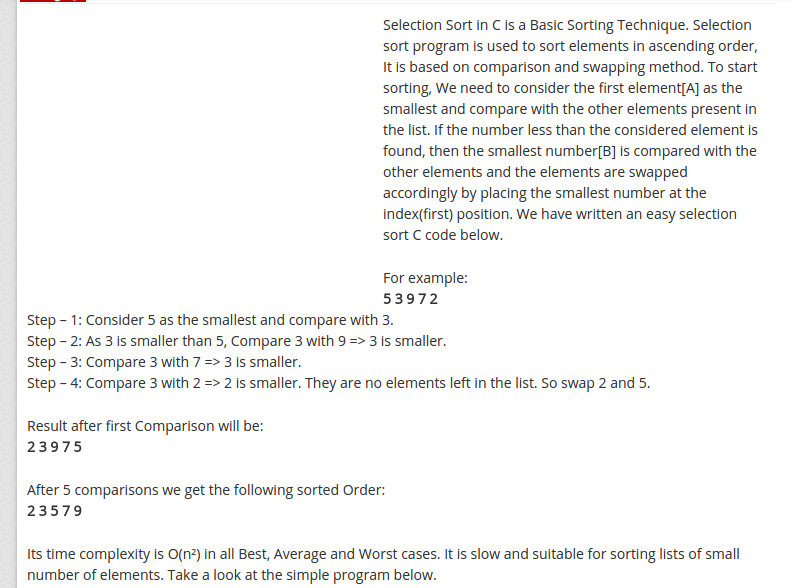 Selection Sort in C is a Basic Sorting Technique. Selection
sort program is used to sort elements in ascending order,
It is based on comparison and swapping method. To start
sorting, We need to consider the first element[A] as the
smallest and compare with the other elements present in
the list. If the number less than the considered element is
found, then the smallest number[B] is compared with the
other elements and the elements are swapped
accordingly by placing the smallest number at the
index(first) position. We have written an easy selection
sort C code below.
For example:
5 3 9 7 2
Step – 1: Consider 5 as the smallest and compare with 3.
Step – 2: As 3 is smaller than 5, Compare 3 with 9 => 3 is smaller.
Step – 3: Compare 3 with 7 => 3 is smaller.
Step – 4: Compare 3 with 2 => 2 is smaller. They are no elements left in the list. So swap 2 and 5.
Result after first Comparison will be:
2 3 9 7 5
After 5 comparisons we get the following sorted Order:
2 3 5 7 9
Its time complexity is O(n²) in all Best, Average and Worst cases. It is slow and suitable for sorting lists of small
number of elements. Take a look at the simple program below.